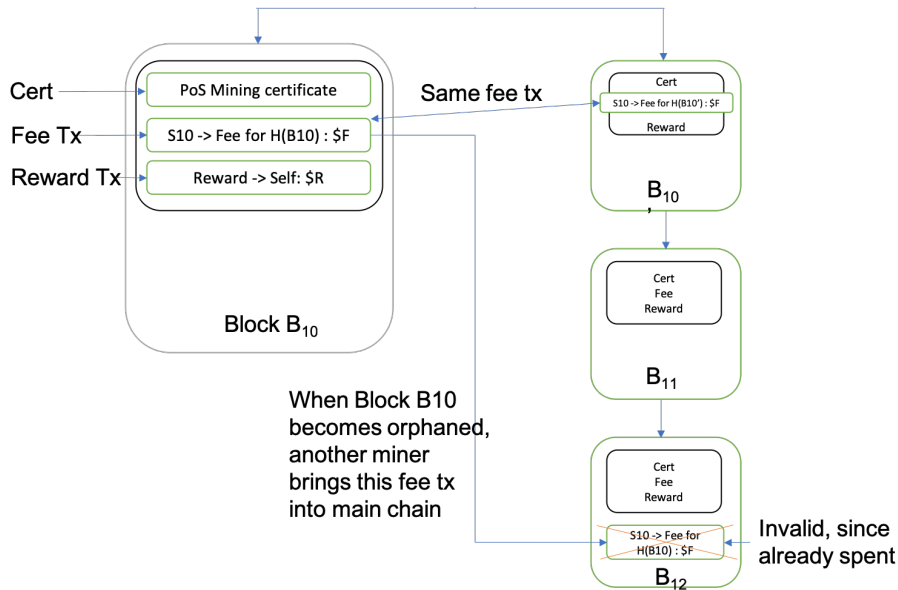 Cert
Fee Tx
Reward Tx
PoS Mining certificate
S10 -> Fee for H(B10) : $F
Reward -> Self: $R
Block B10
Same fee tx
Cert
S10 -> Fee for H(B10’) : $F
Reward
B10
,
Cert
Fee
Reward
B11
When Block B10
becomes orphaned,
another miner
brings this fee tx
into main chain
Cert
Fee
Reward
S10 -> Fee for
H(B10) : $F
B12
Invalid, since
already spent